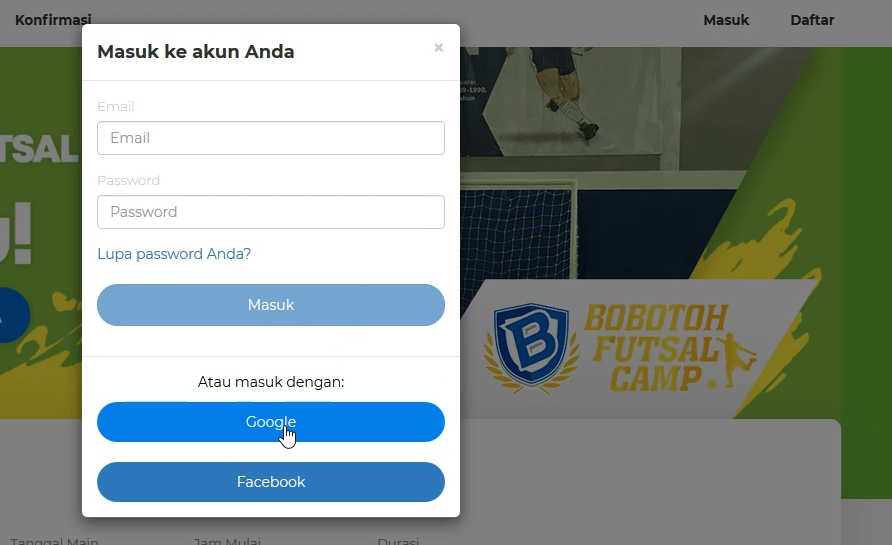 Konfirmasi
Masuk
Daftar
Masuk ke akun Anda
×
Email
Email
Password
Password
Lupa password Anda?
Masuk
Atau masuk dengan:
Google
Facebook
TSAL
!
BOBOTOH
FUTSAL
CAMP.
Tanggal Main
Jam Mulai
Durasi